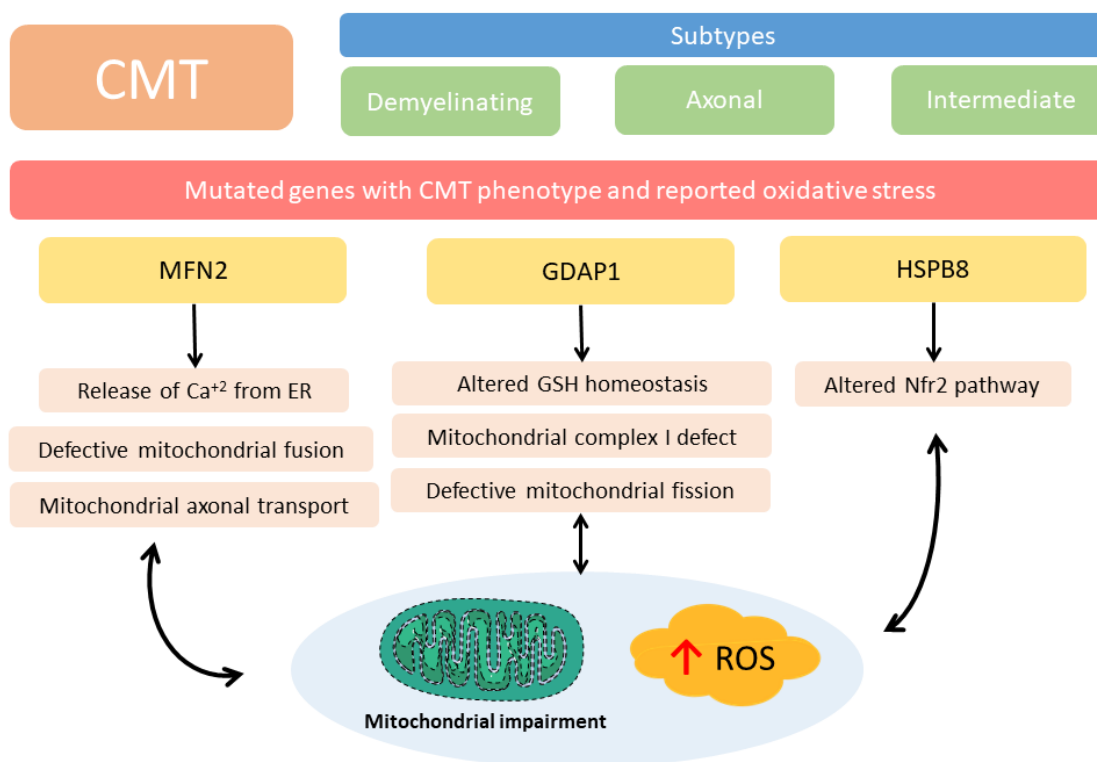 CMT
Subtypes
Demyelinating
Axonal
Intermediate
Mutated genes with CMT phenotype and reported oxidative stress
MFN2
GDAP1
HSPB8
Release of Ca⁺² from ER
Defective mitochondrial fusion
Mitochondrial axonal transport
Altered GSH homeostasis
Mitochondrial complex I defect
Defective mitochondrial fission
Altered Nfr2 pathway
Mitochondrial impairment
↑ ROS